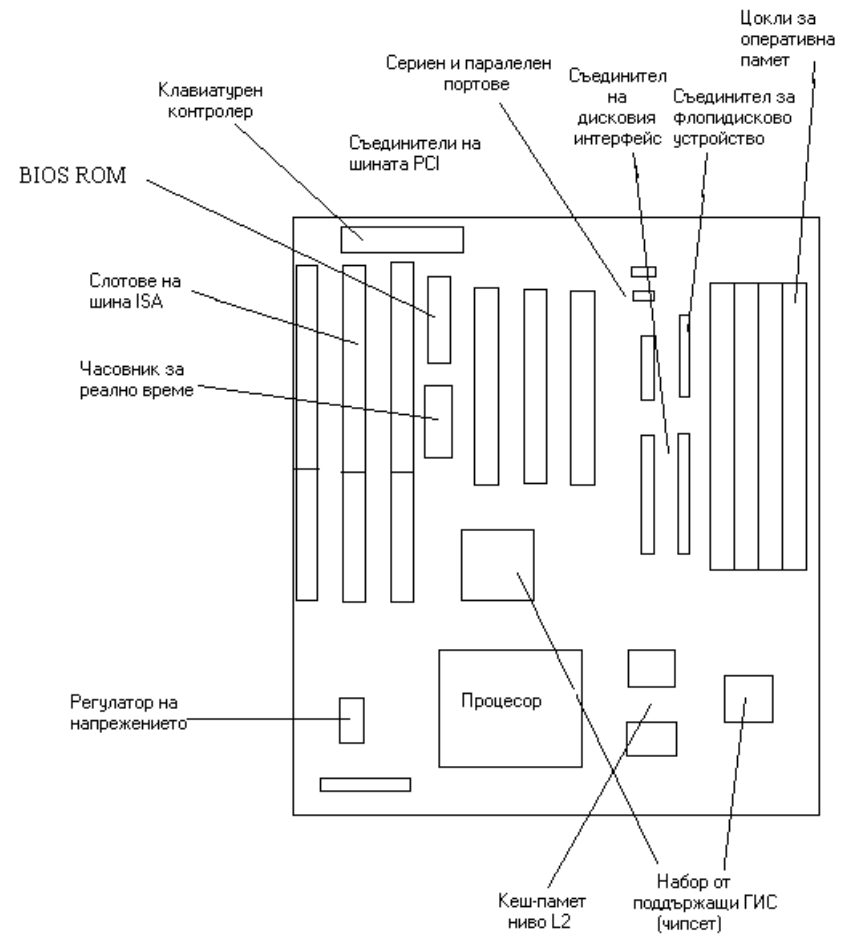 Цокли за
оперативна
памет
Сериен и паралелен
портове
Съединител
на
дисковия
интерфейс
Съединител за
флопидисково
устройство
Клавиатурен
контролер
Съединители на
шината PCI
BIOS ROM
Слотове на
шина ISA
Часовник за
реално време
Регулатор на
напрежението
Процесор
Кеш-памет
ниво L2
Набор от
поддържащи ГИС
(чипсет)